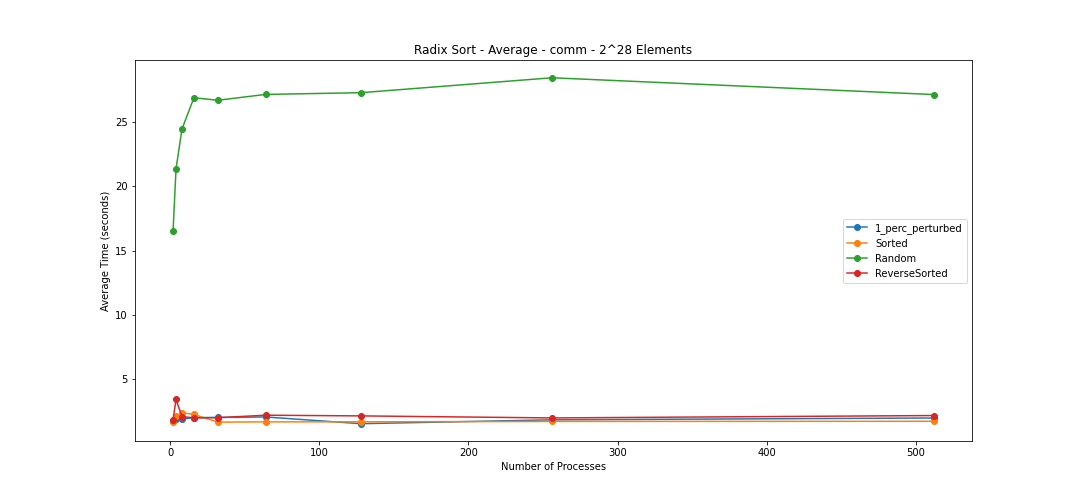 Radix Sort - Average - comm - 2^28 Elements
Average Time (seconds)
25
20
15
10
5
1_perc_perturbed
Sorted
Random
ReverseSorted
0 100 200 300 400 500
Number of Processes